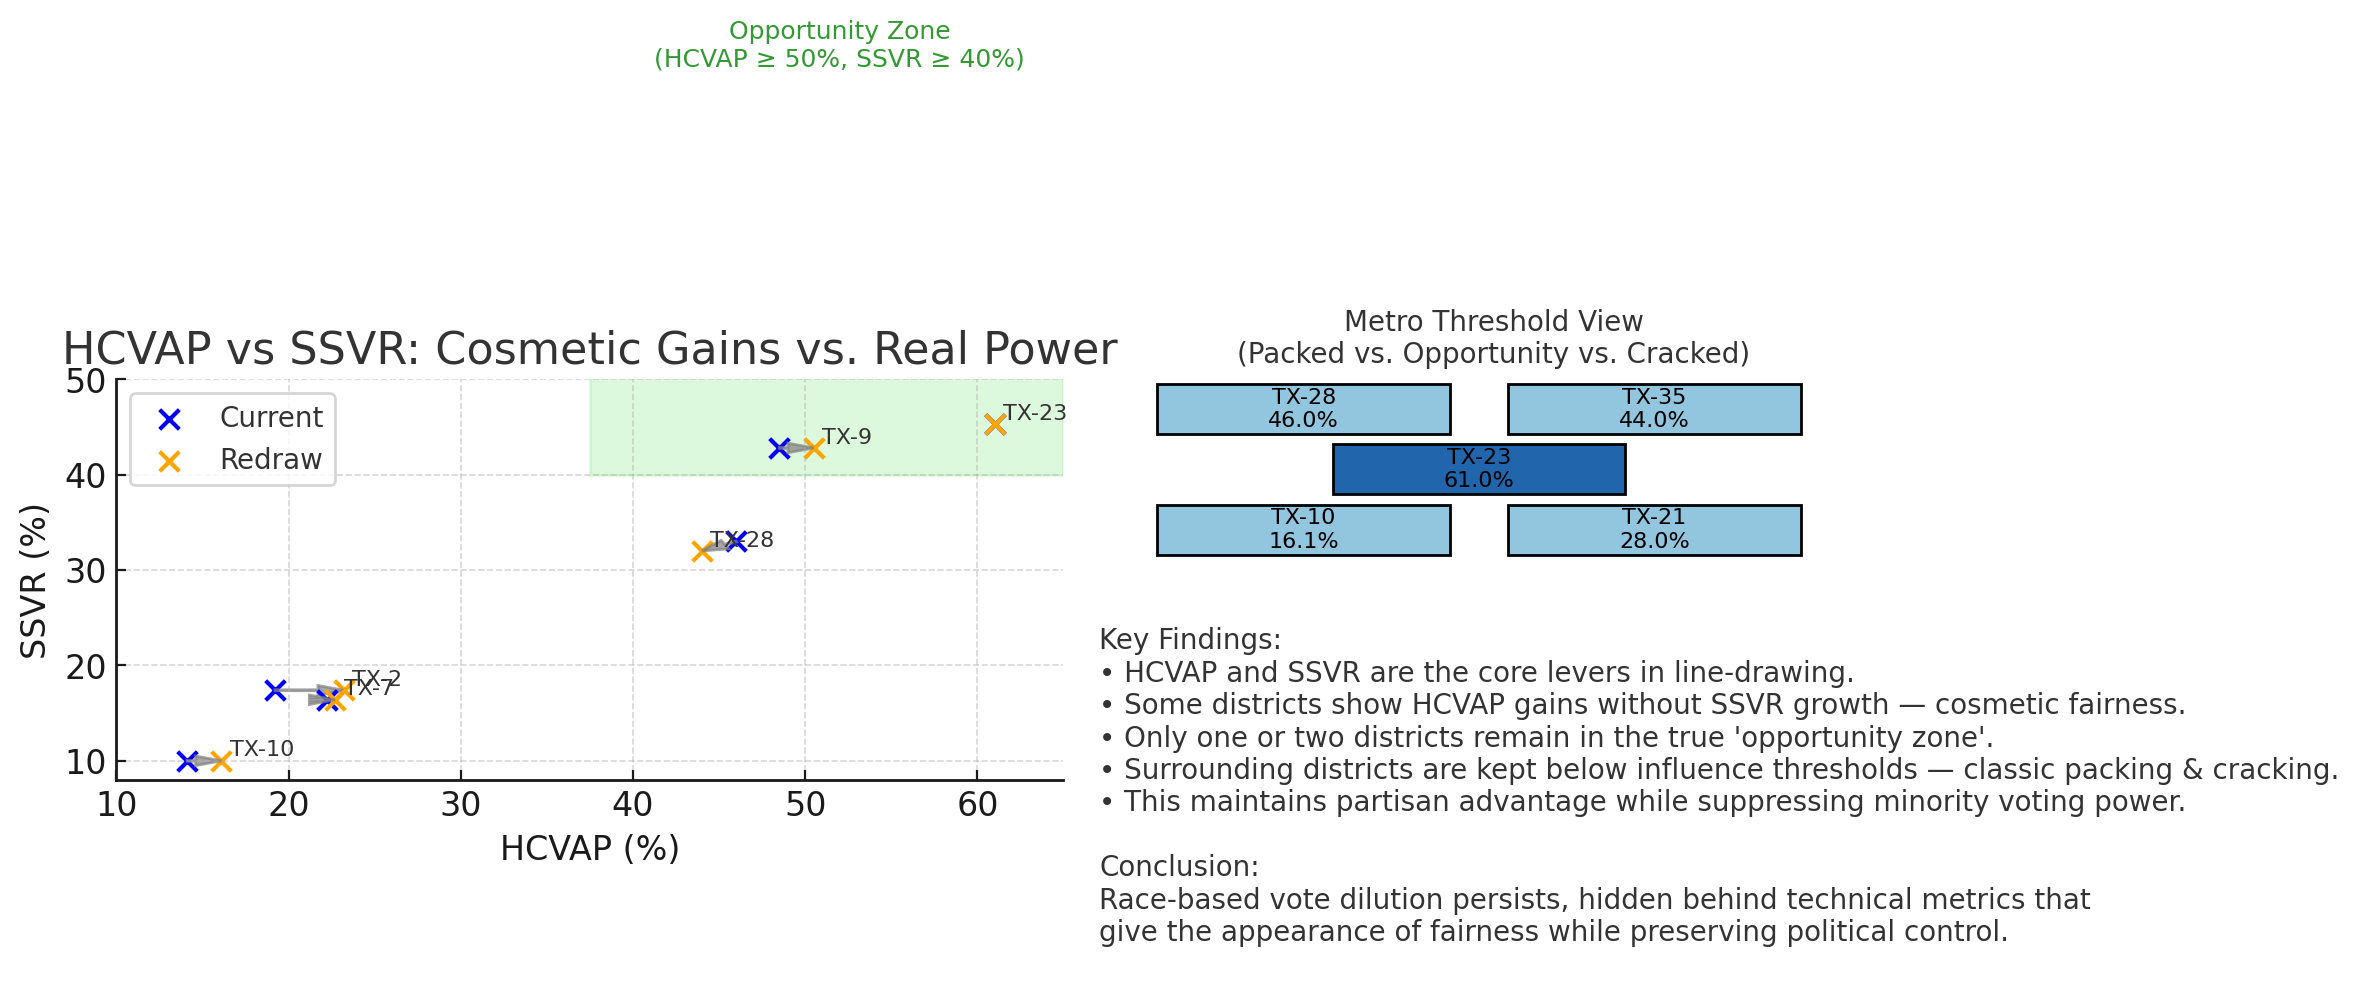 Opportunity Zone
(HCVAP ≥ 50%, SSVR ≥ 40%)
HCVAP vs SSVR: Cosmetic Gains vs. Real Power
50
40
30
20
10
SSVR (%)
Current
Redraw
TX-23
TX-9
TX-28
TX-2
TX-7
TX-10
10
20
30
40
50
60
HCVAP (%)
Metro Threshold View
(Packed vs. Opportunity vs. Cracked)
TX-28
46.0%
TX-35
44.0%
TX-23
61.0%
TX-10
16.1%
TX-21
28.0%
Key Findings:
• HCVAP and SSVR are the core levers in line-drawing.
• Some districts show HCVAP gains without SSVR growth — cosmetic fairness.
• Only one or two districts remain in the true 'opportunity zone'.
• Surrounding districts are kept below influence thresholds — classic packing & cracking.
• This maintains partisan advantage while suppressing minority voting power.
Conclusion:
Race-based vote dilution persists, hidden behind technical metrics that
give the appearance of fairness while preserving political control.